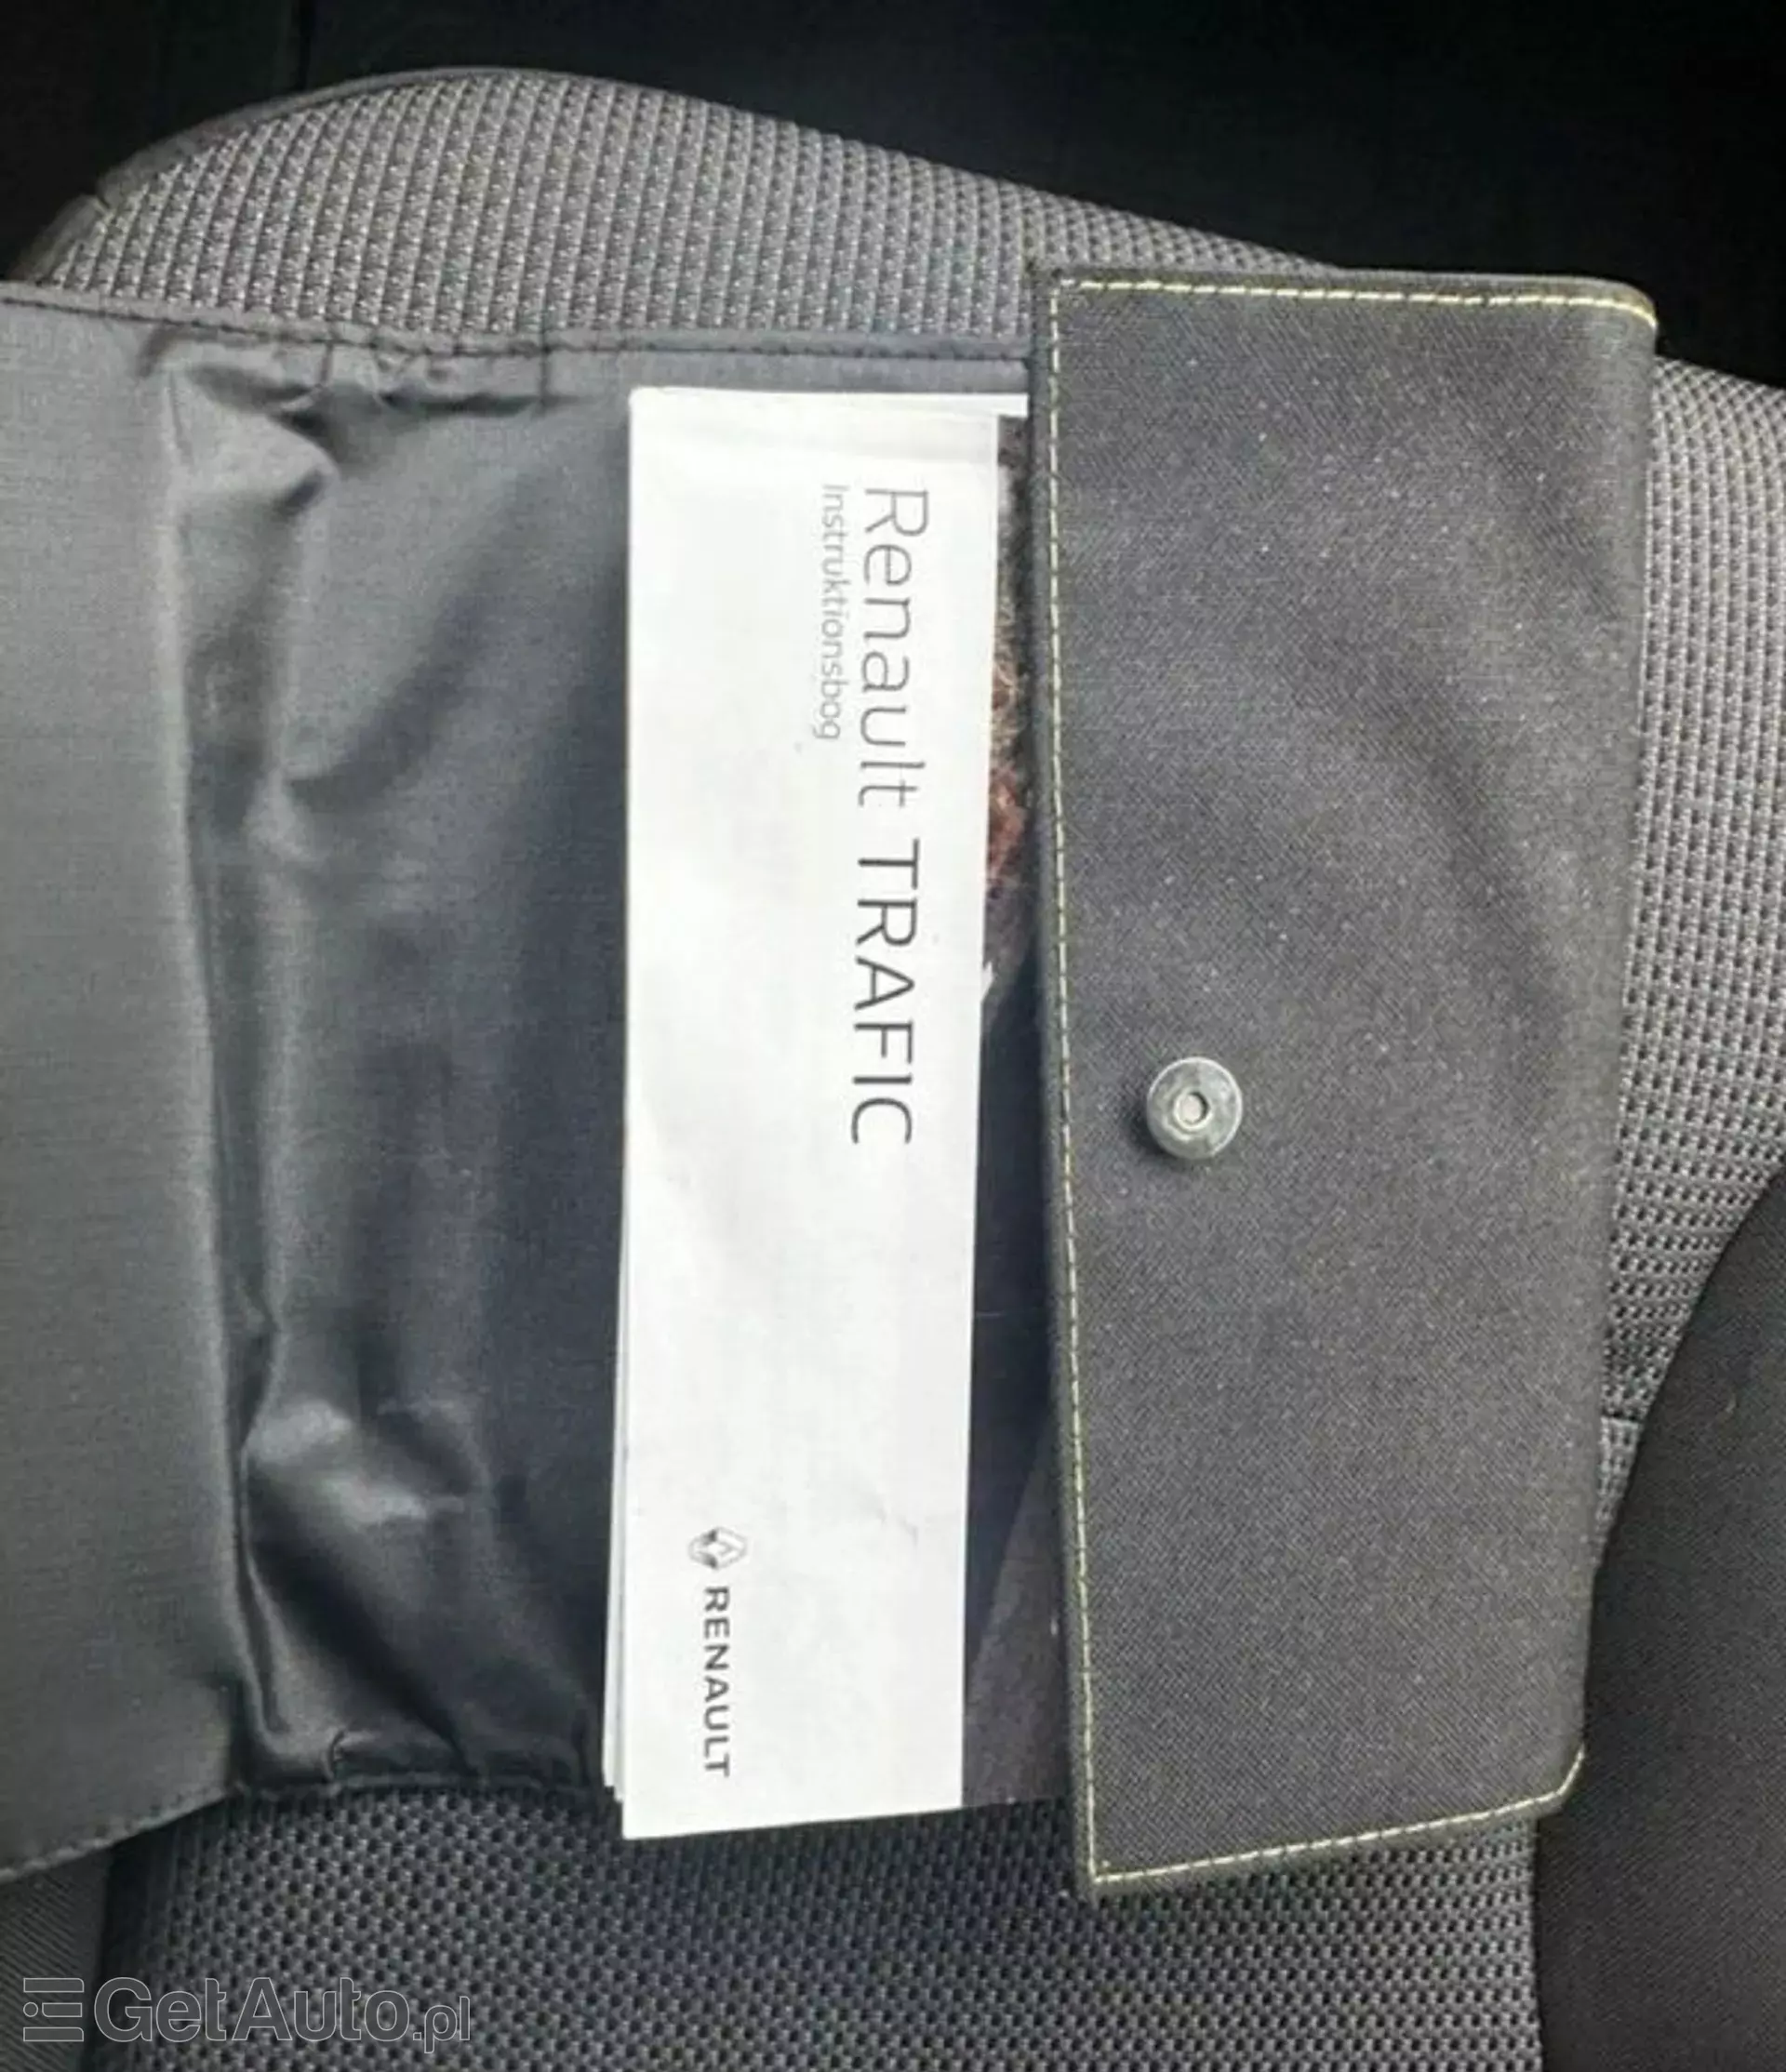 Renault TRAFIC
Instruktionsbog
RENAULT
GetAuto.pl